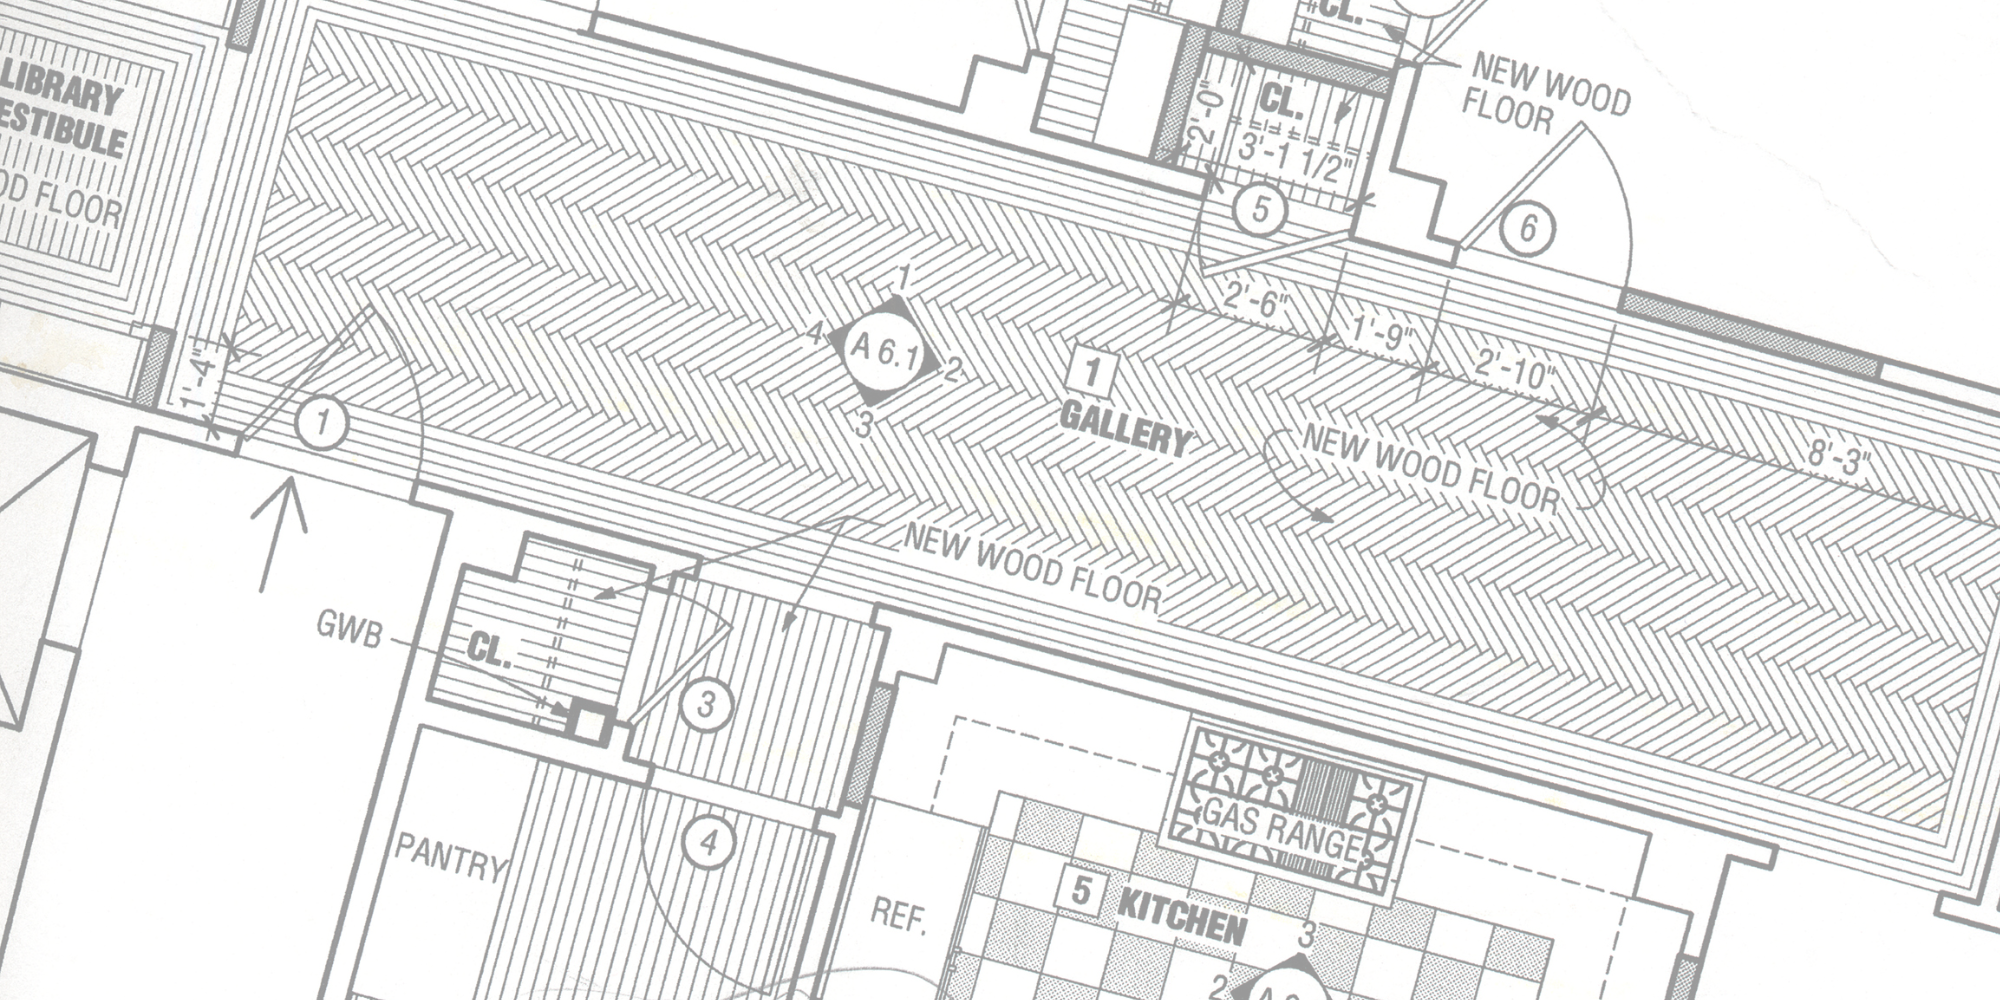 LIBRARY
ESTIBULE
OD FLOOR
CL.
NEW WOOD
FLOOR
2'-0"
CL.
3'-1 1/2"
5
6
1
4
A 6.1
2
3
1
GALLERY
2'-6"
1'-9"
2'-10"
8'-3"
NEW WOOD FLOOR
1'-4"
1
NEW WOOD FLOOR
GWB
CL.
3
4
PANTRY
REF.
GAS RANGE
5
KITCHEN
3
2